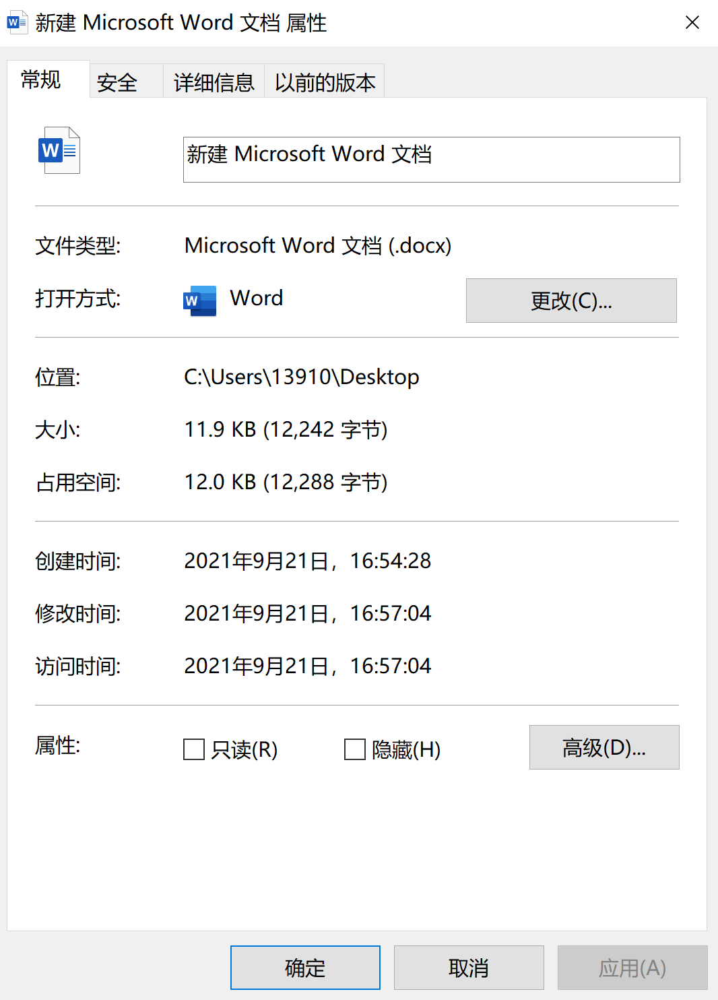 新建 Microsoft Word 文档 属性
常规 安全 详细信息 以前的版本
W
新建 Microsoft Word 文档
文件类型: Microsoft Word 文档 (.docx)
打开方式: W Word 更改(C)...
位置: C:\Users\13910\Desktop
大小: 11.9 KB (12,242 字节)
占用空间: 12.0 KB (12,288 字节)
创建时间: 2021年9月21日，16:54:28
修改时间: 2021年9月21日，16:57:04
访问时间: 2021年9月21日，16:57:04
属性: 只读(R) 隐藏(H) 高级(D)...
确定 取消 应用(A)